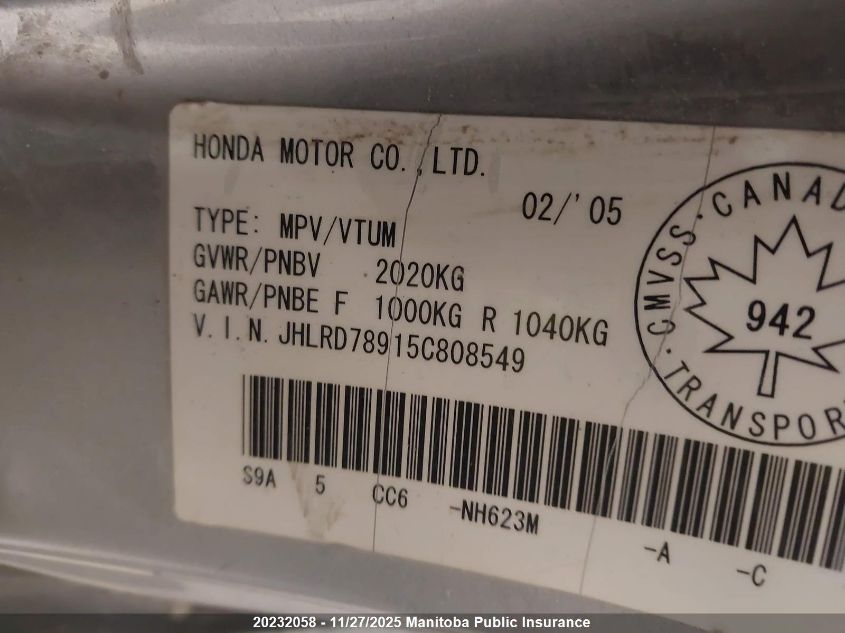 HONDA MOTOR CO.,LTD.
02/'05
TYPE: MPV/VTUM
GVWR/PNBV 2020KG
GAWR/PNBE F 1000KG R 1040KG
V.I.N. JHLRD78915C808549
CMVSS · CANAD
942
· TRANSPOR
S9A 5 CC6 -NH623M -A -C
20232058 - 11/27/2025 Manitoba Public Insurance